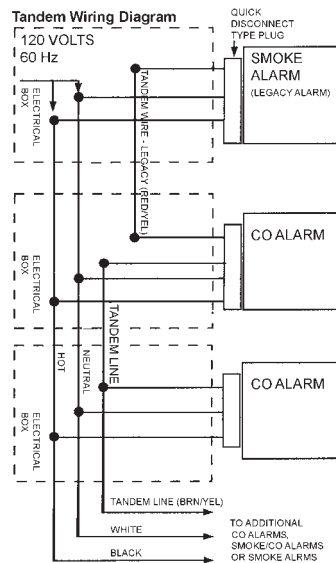 Tandem Wiring Diagram
QUICK
DISCONNECT
TYPE PLUG
120 VOLTS
60 Hz
SMOKE
ALARM
(LEGACY ALARM)
ELECTRICAL
BOX
TANDEM WIRE - LEGACY (RED/YEL)
CO ALARM
ELECTRICAL
BOX
TANDEM LINE
HOT
NEUTRAL
CO ALARM
ELECTRICAL
BOX
TANDEM LINE (BRN/YEL)
WHITE
BLACK
TO ADDITIONAL
CO ALARMS,
SMOKE/CO ALARMS
OR SMOKE ALRMS